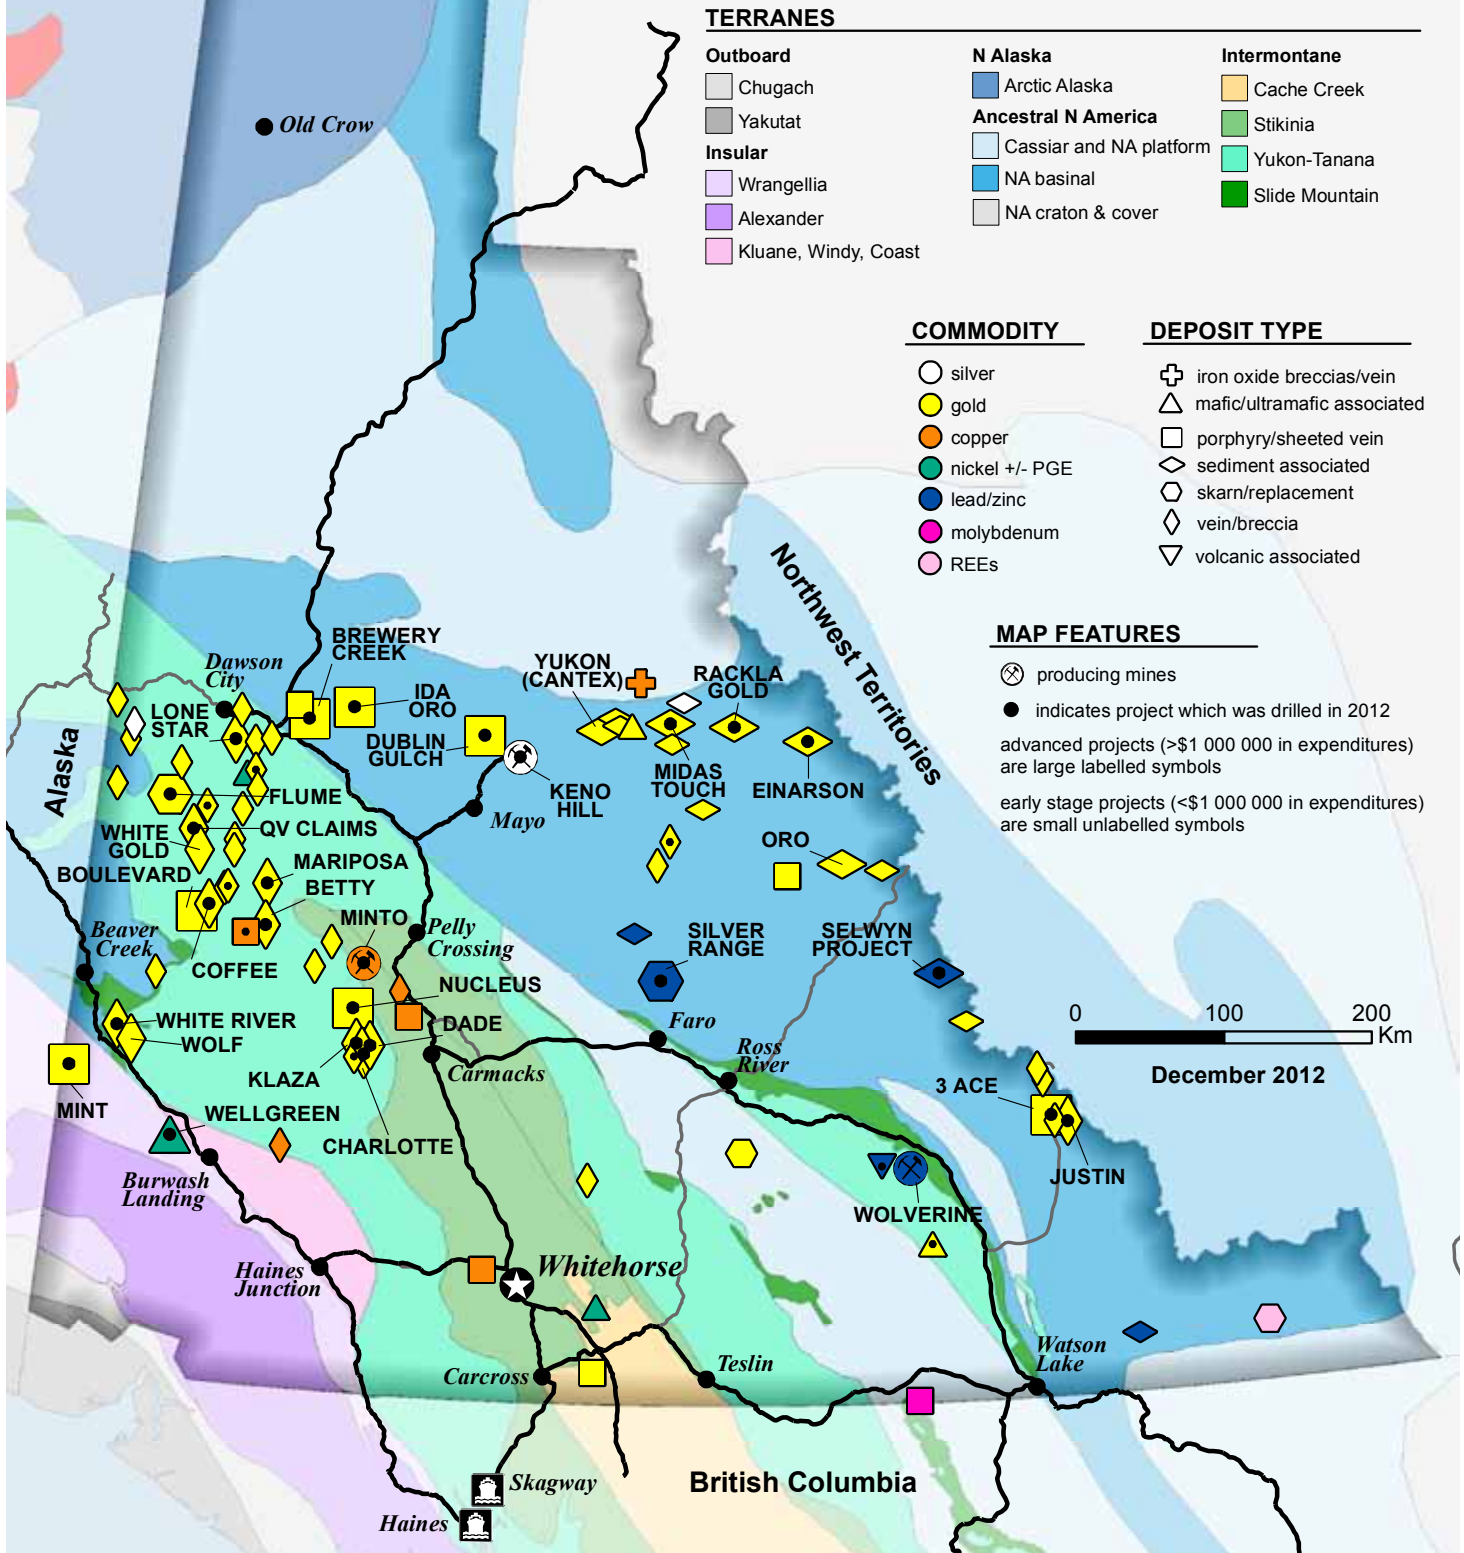 TERRANES
Outboard
Chugach
Yakutat
Insular
Wrangellia
Alexander
Kluane, Windy, Coast
N Alaska
Arctic Alaska
Ancestral N America
Cassiar and NA platform
NA basinal
NA craton & cover
Intermontane
Cache Creek
Stikinia
Yukon-Tanana
Slide Mountain
Old Crow
COMMODITY
silver
gold
copper
nickel +/- PGE
lead/zinc
molybdenum
REEs
DEPOSIT TYPE
iron oxide breccias/vein
mafic/ultramafic associated
porphyry/sheeted vein
sediment associated
skarn/replacement
vein/breccia
volcanic associated
MAP FEATURES
producing mines
indicates project which was drilled in 2012
advanced projects (>$1 000 000 in expenditures)
are large labelled symbols
early stage projects (<$1 000 000 in expenditures)
are small unlabelled symbols
Northwest Territories
Alaska
Dawson
City
BREWERY
CREEK
IDA
ORO
LONE
STAR
DUBLIN
GULCH
KENO
HILL
Mayo
YUKON
(CANTEX)
RACKLA
GOLD
MIDAS
TOUCH
EINARSON
FLUME
QV CLAIMS
WHITE
GOLD
BOULEVARD
MARIPOSA
BETTY
ORO
MINTO
Beaver
Creek
Pelly
Crossing
COFFEE
SILVER
RANGE
SELWYN
PROJECT
NUCLEUS
WHITE RIVER
WOLF
DADE
Faro
Ross
River
0 100 200
Km
December 2012
KLAZA
Carmacks
MINT
WELLGREEN
CHARLOTTE
3 ACE
JUSTIN
Burwash
Landing
WOLVERINE
Haines
Junction
Whitehorse
Carcross
Teslin
Watson
Lake
Skagway
Haines
British Columbia